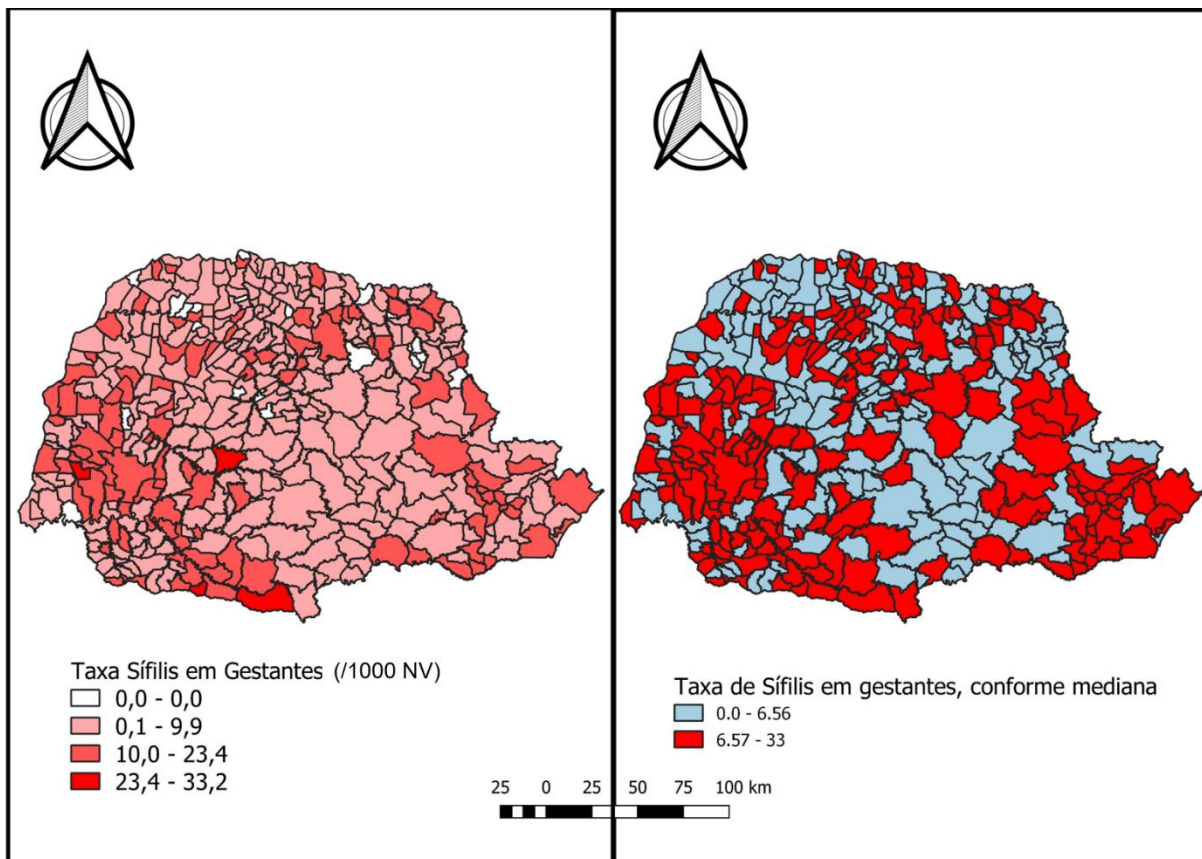 Taxa Sífilis em Gestantes (/1000 NV)
0,0 - 0,0
0,1 - 9,9
10,0 - 23,4
23,4 - 33,2
Taxa de Sífilis em gestantes, conforme mediana
0.0 - 6.56
6.57 - 33
25 0 25 50 75 100 km